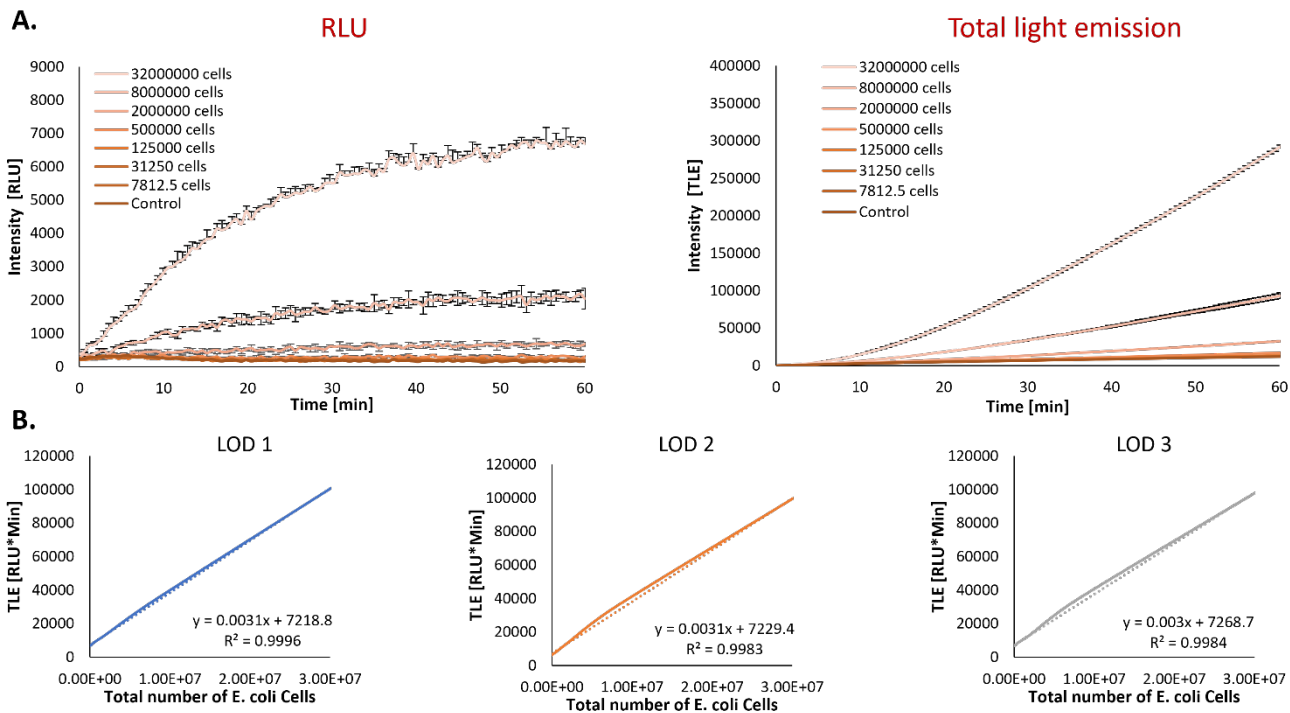 A.
RLU
Intensity [RLU]
9000
8000
7000
6000
5000
4000
3000
2000
1000
0
32000000 cells
8000000 cells
2000000 cells
500000 cells
125000 cells
31250 cells
7812.5 cells
Control
0 10 20 30 40 50 60
Time [min]
Total light emission
Intensity [TLE]
400000
350000
300000
250000
200000
150000
100000
50000
0
32000000 cells
8000000 cells
2000000 cells
500000 cells
125000 cells
31250 cells
7812.5 cells
Control
0 10 20 30 40 50 60
Time [min]
B.
LOD 1
TLE [RLU*Min]
120000
100000
80000
60000
40000
20000
0
y = 0.0031x + 7218.8
R² = 0.9996
0.00E+00 1.00E+07 2.00E+07 3.00E+07
Total number of E. coli Cells
LOD 2
TLE [RLU*Min]
120000
100000
80000
60000
40000
20000
0
y = 0.0031x + 7229.4
R² = 0.9983
0.00E+00 1.00E+07 2.00E+07 3.00E+07
Total number of E. coli Cells
LOD 3
TLE [RLU*Min]
120000
100000
80000
60000
40000
20000
0
y = 0.003x + 7268.7
R² = 0.9984
0.00E+00 1.00E+07 2.00E+07 3.00E+07
Total number of E. coli Cells